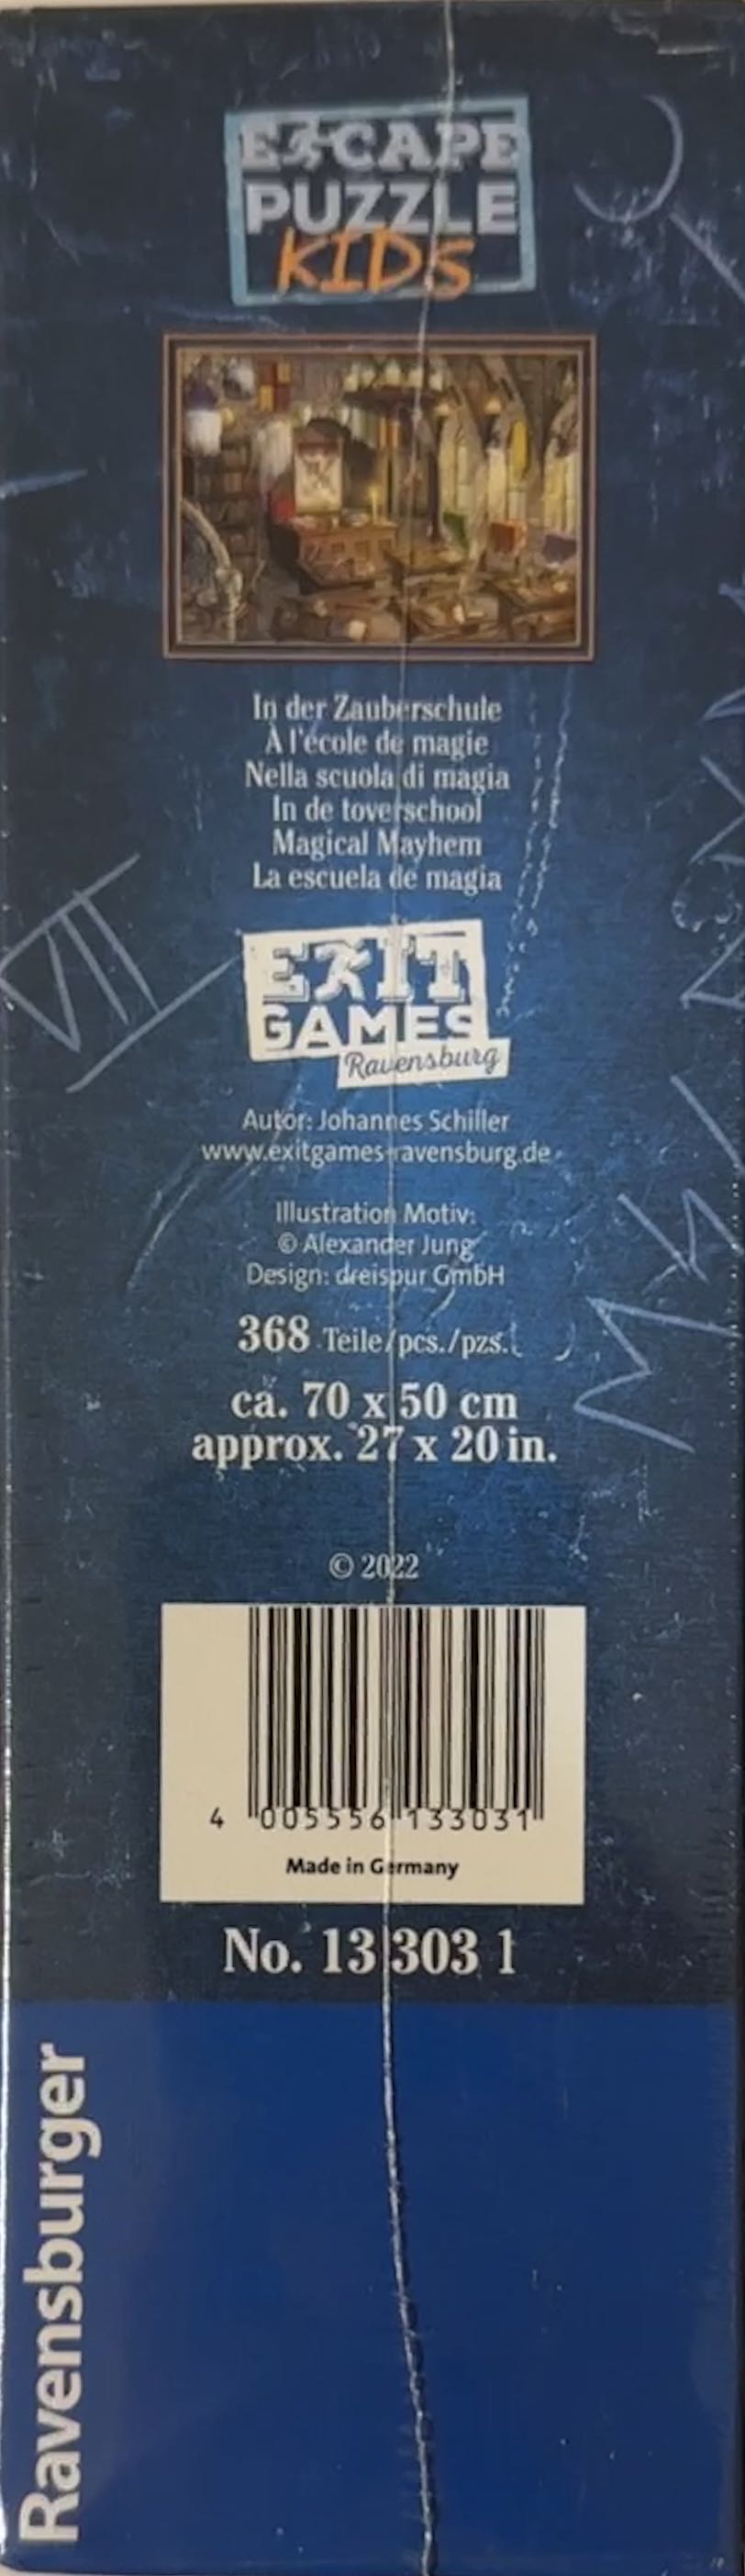 ESCAPE
PUZZLE
KIDS
In der Zauberschule
À l'école de magie
Nella scuola di magia
In de toverschool
Magical Mayhem
La escuela de magia
EXIT
GAMES
Ravensburg
Autor: Johannes Schiller
www.exitgames-ravensburg.de
Illustration Motiv:
© Alexander Jung
Design: dreispur GmbH
368 Teile/pcs./pzs.
ca. 70 x 50 cm
approx. 27 x 20 in.
© 2022
4 005556 133031
Made in Germany
No. 13 303 1
Ravensburger
VII